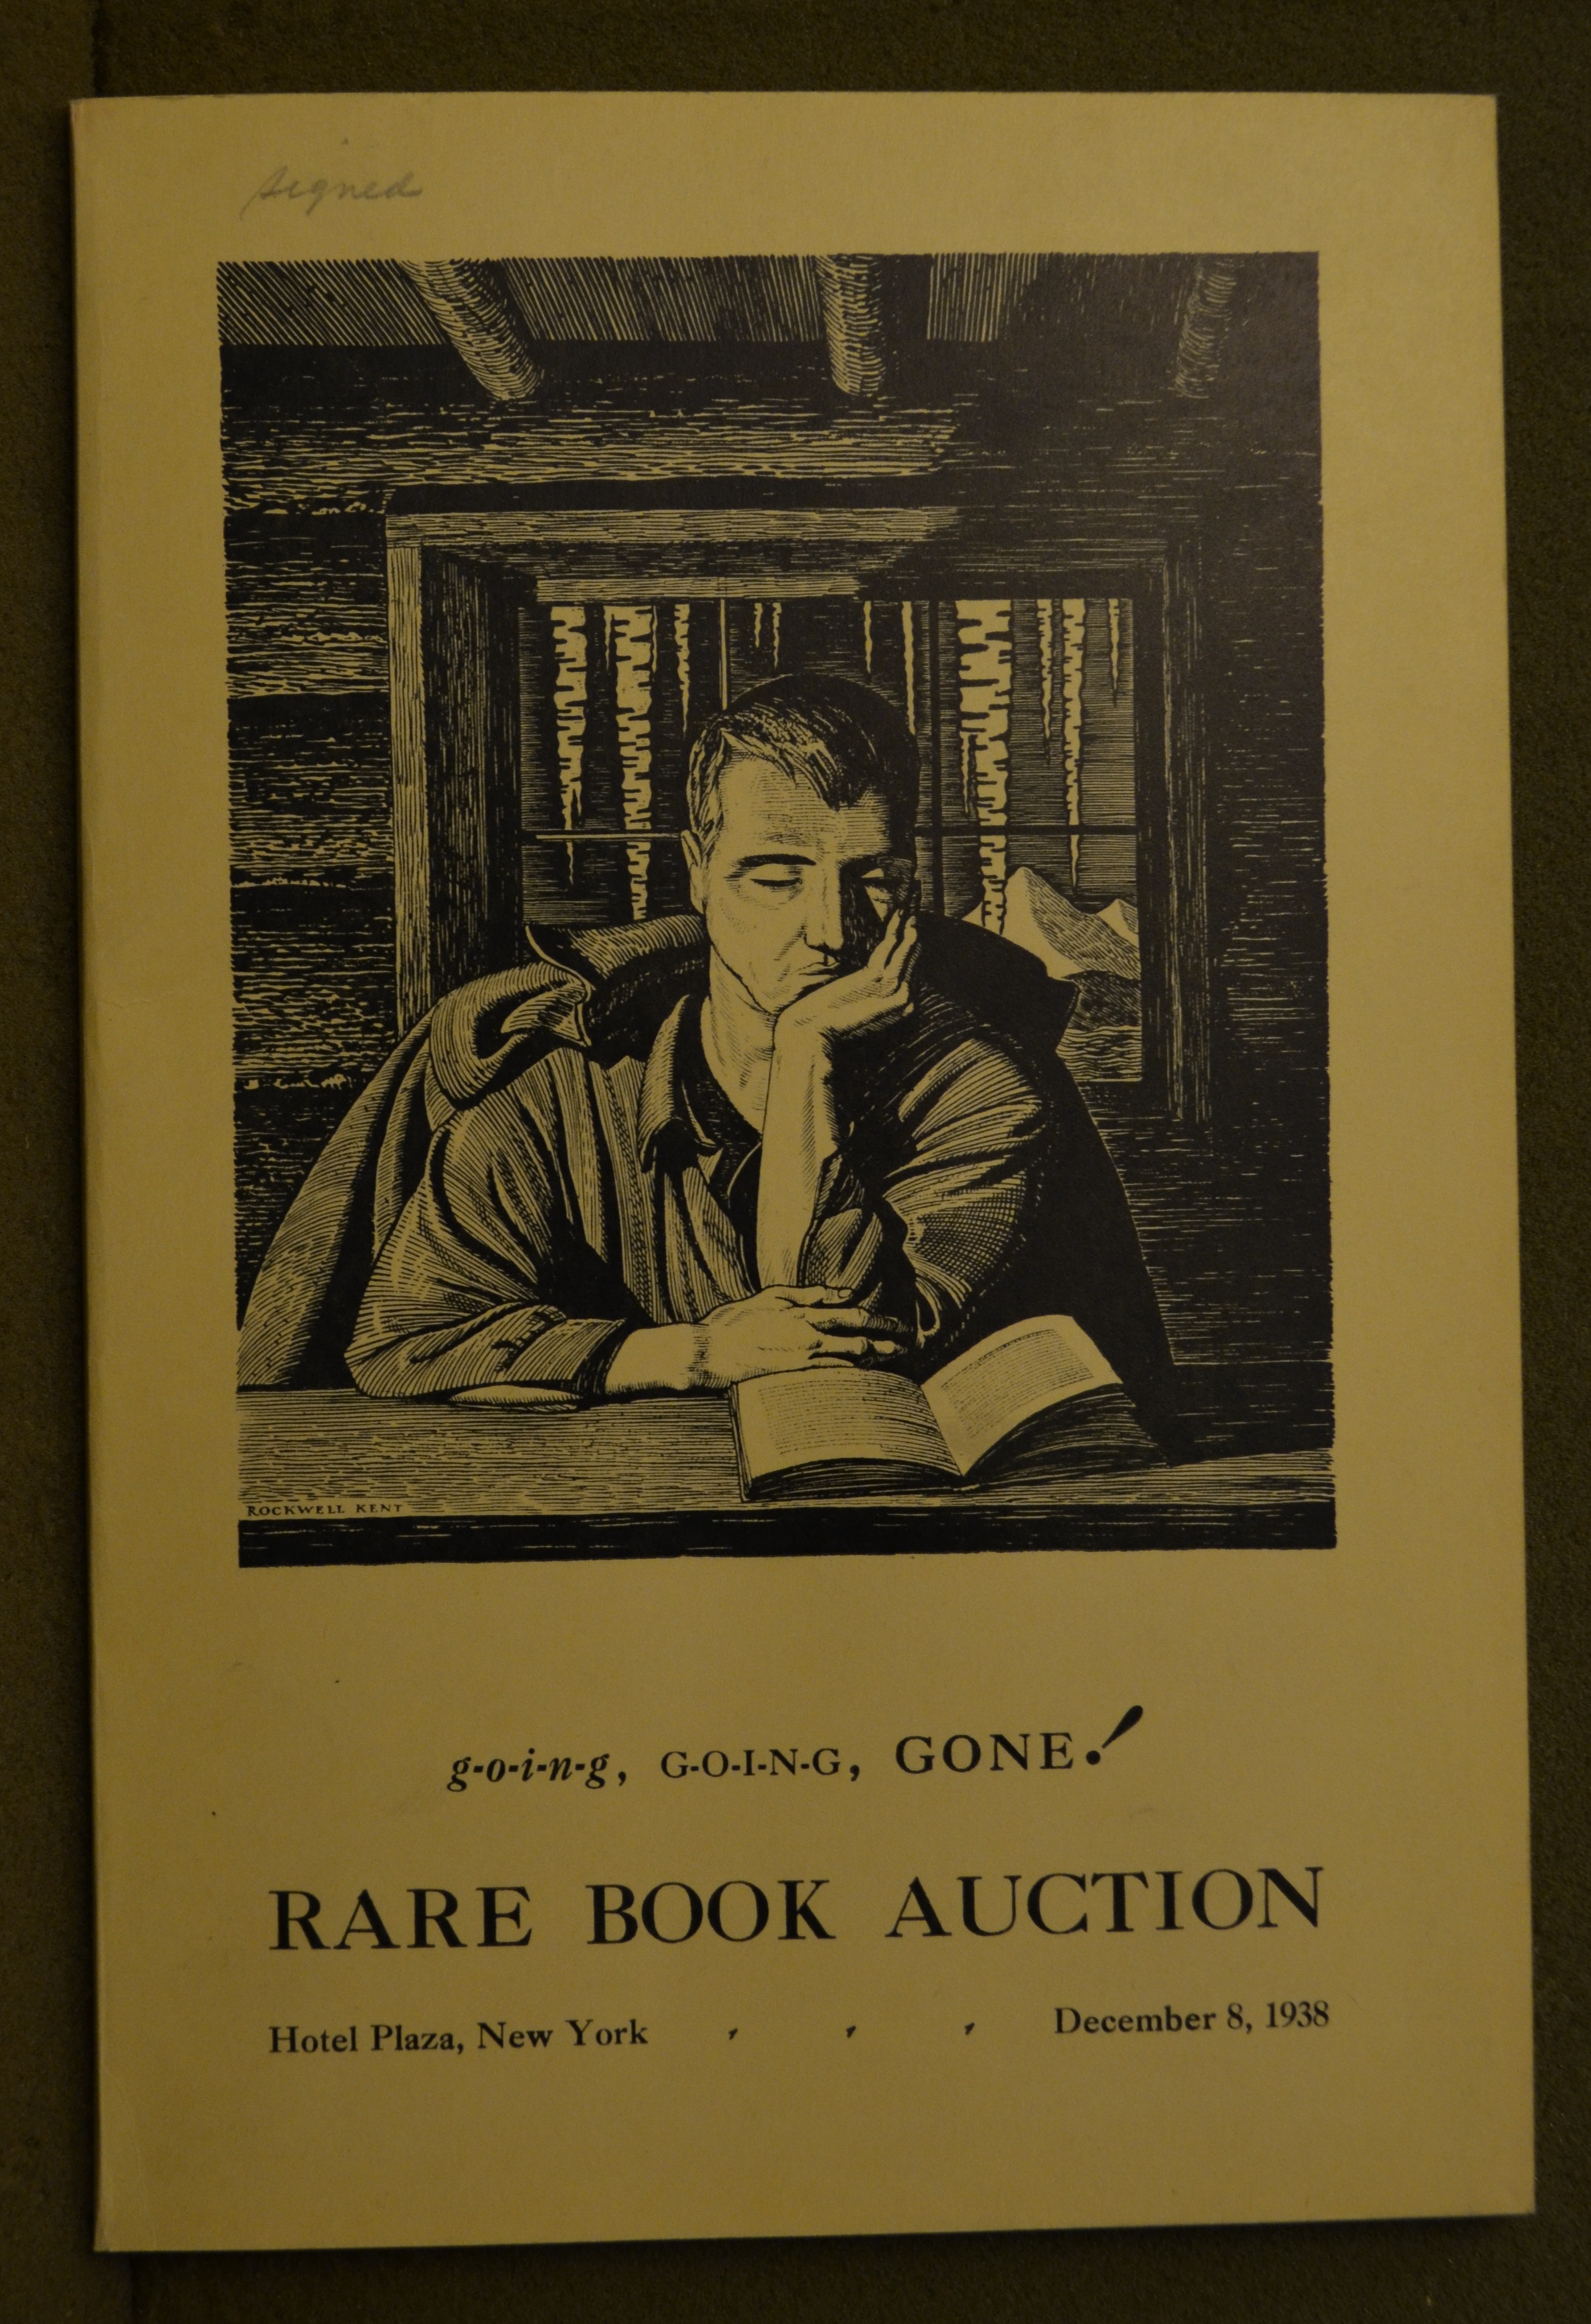 signed
ROCKWELL KENT
g-o-i-n-g, G-O-I-N-G, GONE!
RARE BOOK AUCTION
Hotel Plaza, New York , , , December 8, 1938